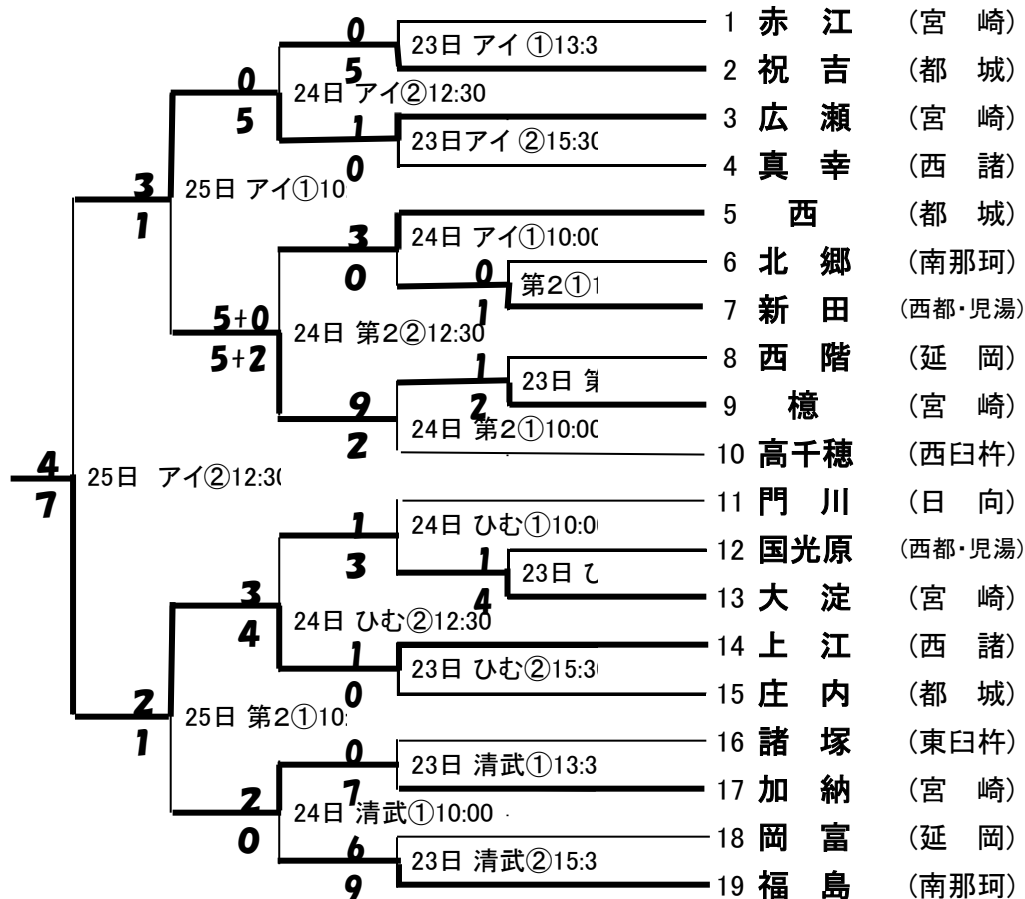 0
1 赤 江 (宮 崎)
23日 アイ ①13:3
5
2 祝 吉 (都 城)
0
24日 アイ②12:30
5
1
3 広 瀬 (宮 崎)
23日アイ ②15:30
0
4 真 幸 (西 諸)
3
25日 アイ①10
1
5 西 (都 城)
3
24日 アイ①10:00
0
6 北 郷 (南那珂)
0
第2①1
1
7 新 田 (西都・児湯)
5+0
24日 第2②12:30
5+2
8 西 階 (延 岡)
1
23日 第
2
9 檍 (宮 崎)
9
24日 第2①10:00
2
10 高千穂 (西臼杵)
4
25日 アイ②12:30
7
11 門 川 (日 向)
1
24日 ひむ①10:0
3
12 国光原 (西都・児湯)
1
23日 ひ
4
13 大 淀 (宮 崎)
3
24日 ひむ②12:30
4
14 上 江 (西 諸)
1
23日 ひむ②15:3
0
15 庄 内 (都 城)
2
25日 第2①10:
1
16 諸 塚 (東臼杵)
0
23日 清武①13:3
7
17 加 納 (宮 崎)
2
24日 清武①10:00
0
18 岡 富 (延 岡)
6
23日 清武②15:3
9
19 福 島 (南那珂)